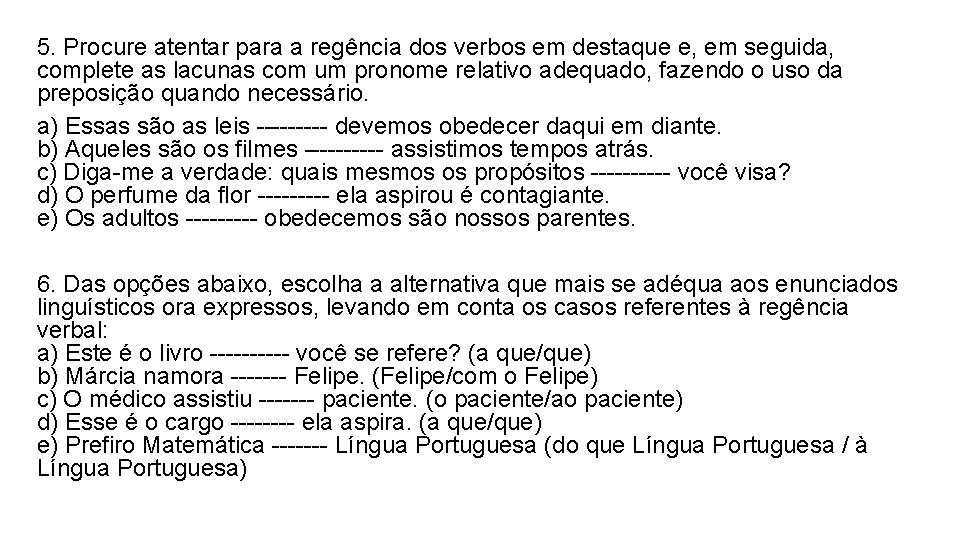 5. Procure atentar para a regência dos verbos em destaque e, em seguida,
complete as lacunas com um pronome relativo adequado, fazendo o uso da
preposição quando necessário.
a) Essas são as leis --------- devemos obedecer daqui em diante.
b) Aqueles são os filmes ---------- assistimos tempos atrás.
c) Diga-me a verdade: quais mesmos os propósitos ---------- você visa?
d) O perfume da flor --------- ela aspirou é contagiante.
e) Os adultos --------- obedecemos são nossos parentes.
6. Das opções abaixo, escolha a alternativa que mais se adéqua aos enunciados
linguísticos ora expressos, levando em conta os casos referentes à regência
verbal:
a) Este é o livro ---------- você se refere? (a que/que)
b) Márcia namora ------- Felipe. (Felipe/com o Felipe)
c) O médico assistiu ------- paciente. (o paciente/ao paciente)
d) Esse é o cargo -------- ela aspira. (a que/que)
e) Prefiro Matemática ------- Língua Portuguesa (do que Língua Portuguesa / à
Língua Portuguesa)